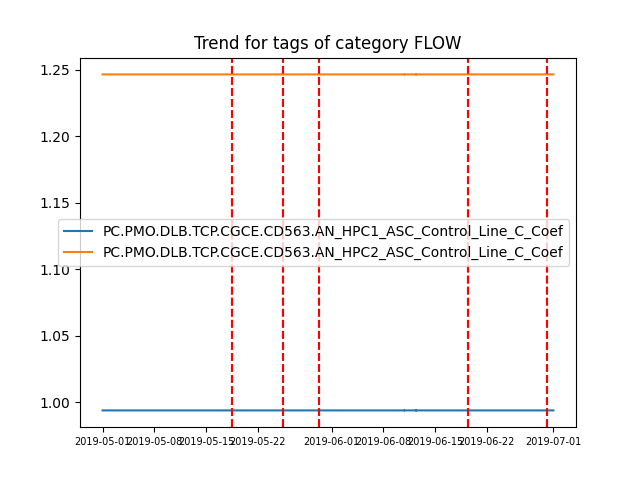 Trend for tags of category FLOW
1.25
1.20
1.15
1.10
1.05
1.00
PC.PMO.DLB.TCP.CGCE.CD563.AN_HPC1_ASC_Control_Line_C_Coef
PC.PMO.DLB.TCP.CGCE.CD563.AN_HPC2_ASC_Control_Line_C_Coef
2019-05-01 2019-05-08 2019-05-15 2019-05-22 2019-06-01 2019-06-08 2019-06-15 2019-06-22 2019-07-01